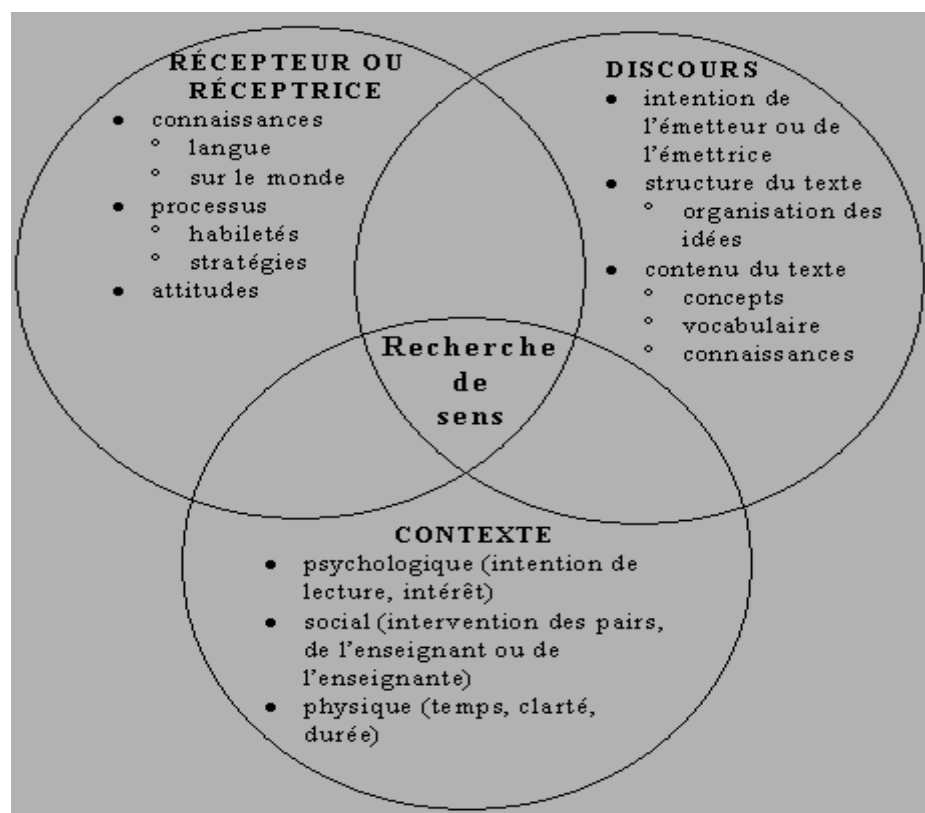 RÉCEPTEUR OU
RÉCEPTRICE
• connaissances
° langue
° sur le monde
• processus
° habiletés
° stratégies
• attitudes
DISCOURS
• intention de
l'émetteur ou de
l'émettrice
• structure du texte
° organisation des
idées
• contenu du texte
° concepts
° vocabulaire
° connaissances
Recherche
de
sens
CONTEXTE
• psychologique (intention de
lecture, intérêt)
• social (intervention des pairs,
de l'enseignant ou de
l'enseignante)
• physique (temps, clarté,
durée)